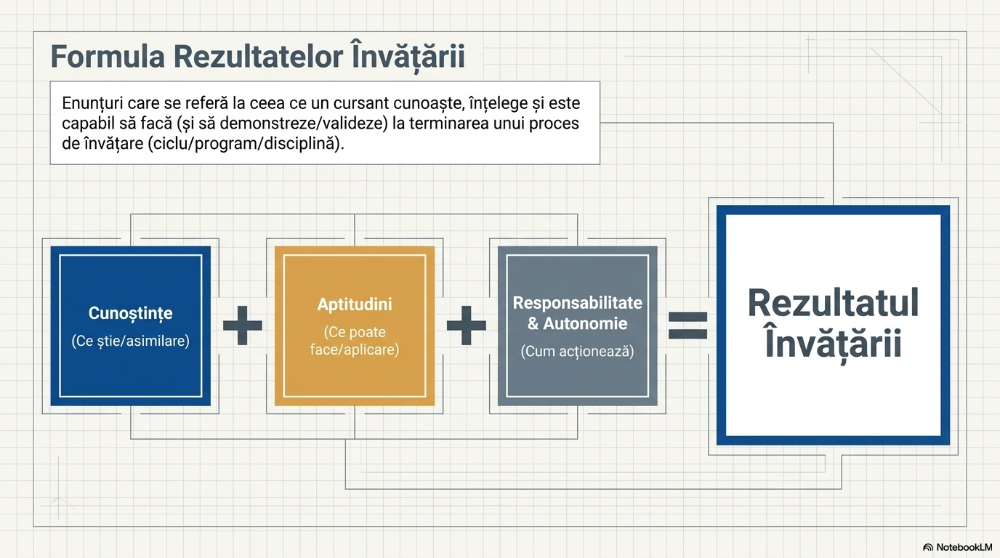 Formula Rezultatelor Învățării
Enunțuri care se referă la ceea ce un cursant cunoaște, înțelege și este
capabil să facă (și să demonstreze/valideze) la terminarea unui proces
de învățare (ciclu/program/disciplină).
Cunoștințe
(Ce știe/asimilare)
+
Aptitudini
(Ce poate
face/aplicare)
+
Responsabilitate
& Autonomie
(Cum acționează)
=
Rezultatul
Învățării
NotebookLM